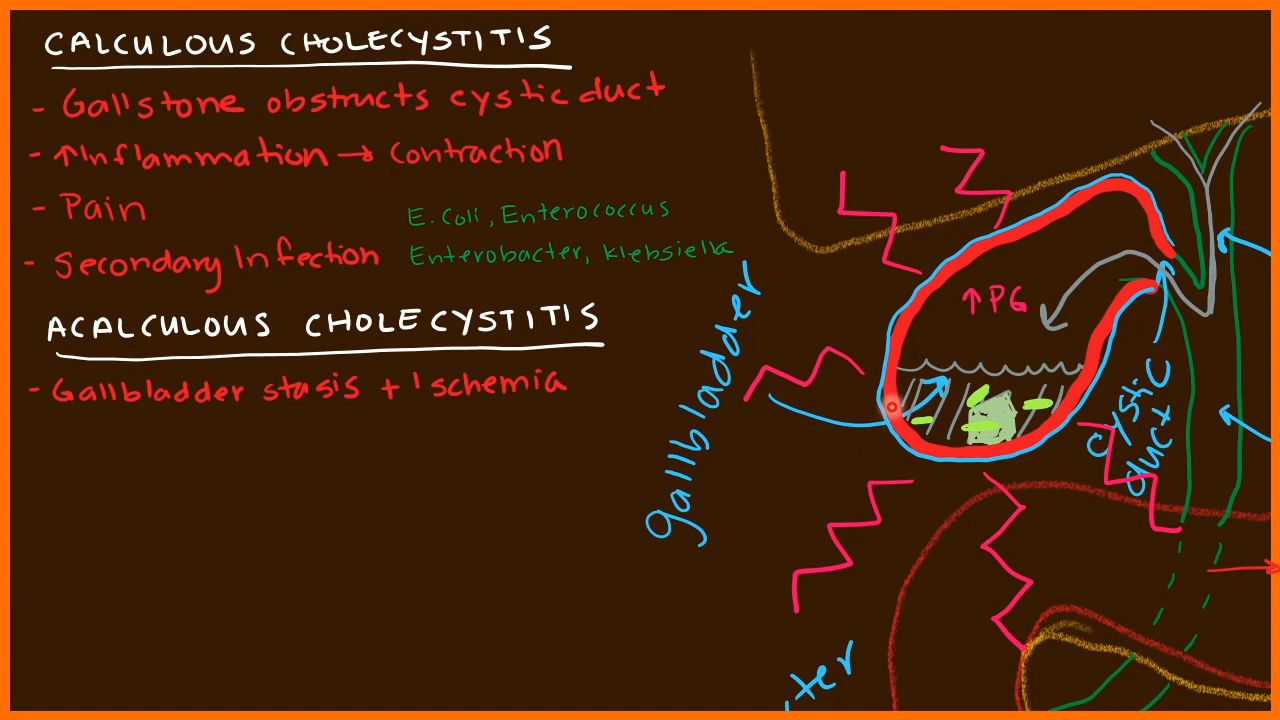 CALCULOUS CHOLECYSTITIS
- Gallstone obstructs cystic duct
- ↑Inflammation → Contraction
- Pain
- Secondary Infection
E. Coli, Enterococcus
Enterobacter, Klebsiella
ACALCULOUS CHOLECYSTITIS
- Gallbladder stasis + Ischemia
gallbladder
↑ PG
cystic
duct
ter